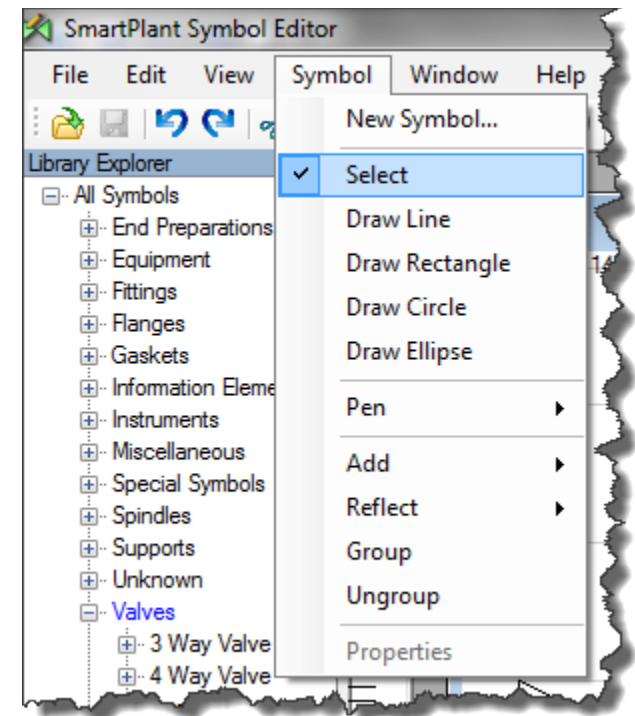 SmartPlant Symbol Editor
File Edit View Symbol Window Help
Library Explorer
All Symbols
End Preparations
Equipment
Fittings
Flanges
Gaskets
Information Eleme
Instruments
Miscellaneous
Special Symbols
Spindles
Supports
Unknown
Valves
3 Way Valve
4 Way Valve
New Symbol...
Select
Draw Line
Draw Rectangle
Draw Circle
Draw Ellipse
Pen
Add
Reflect
Group
Ungroup
Properties